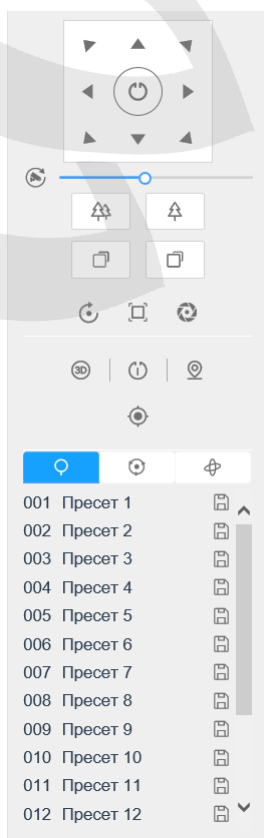 3D
001 Пресет 1
002 Пресет 2
003 Пресет 3
004 Пресет 4
005 Пресет 5
006 Пресет 6
007 Пресет 7
008 Пресет 8
009 Пресет 9
010 Пресет 10
011 Пресет 11
012 Пресет 12